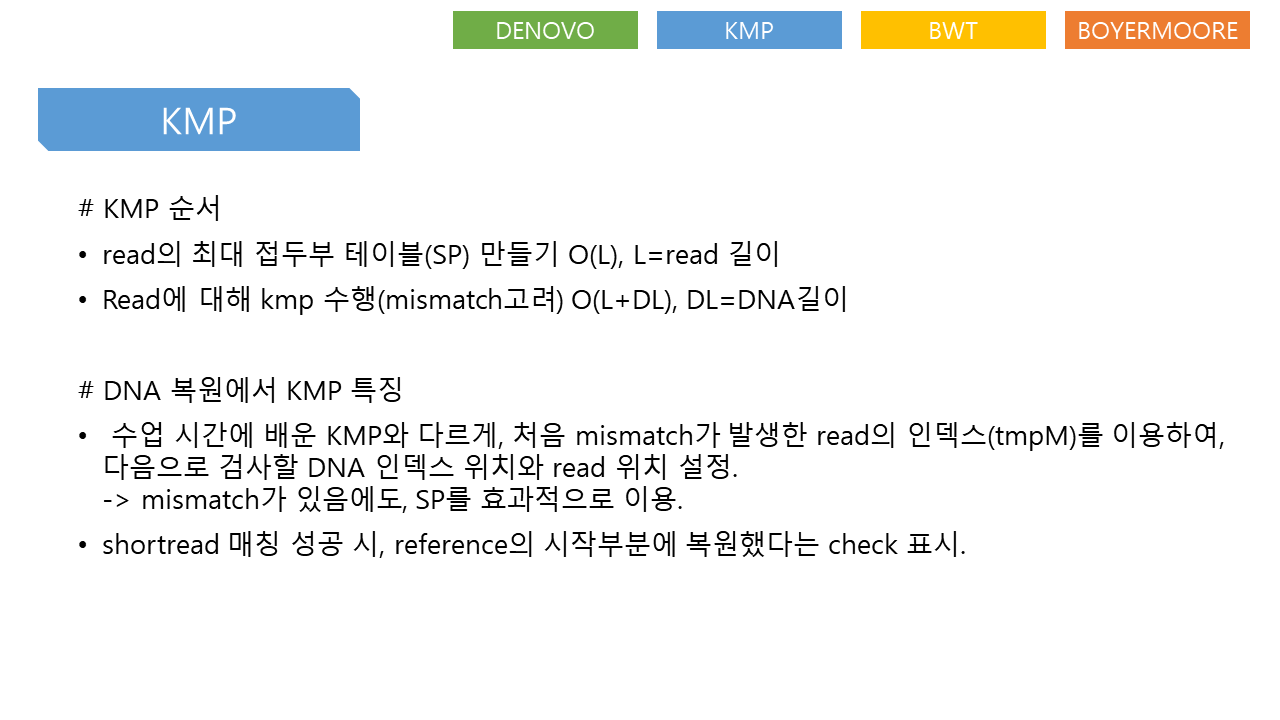 DENOVO
KMP
BWT
BOYERMOORE
KMP
# KMP 순서
• read의 최대 접두부 테이블(SP) 만들기 O(L), L=read 길이
• Read에 대해 kmp 수행(mismatch고려) O(L+DL), DL=DNA길이
# DNA 복원에서 KMP 특징
• 수업 시간에 배운 KMP와 다르게, 처음 mismatch가 발생한 read의 인덱스(tmpM)를 이용하여,
다음으로 검사할 DNA 인덱스 위치와 read 위치 설정.
-> mismatch가 있음에도, SP를 효과적으로 이용.
• shortread 매칭 성공 시, reference의 시작부분에 복원했다는 check 표시.